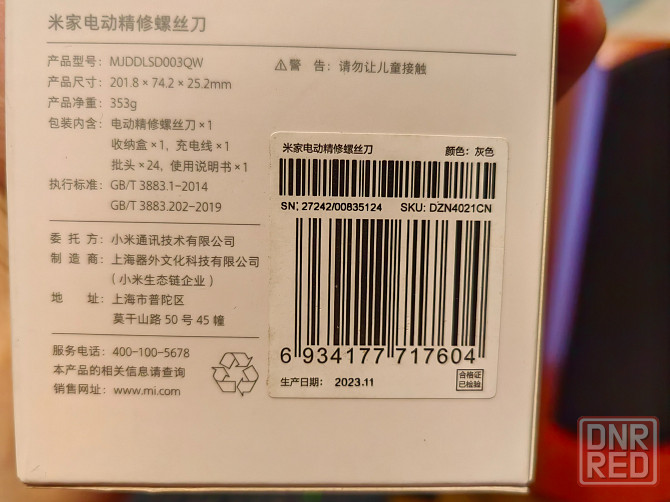 米家电动精修螺丝刀
产品型号: MJDDLSD003QW
产品尺寸: 201.8 × 74.2 × 25.2mm
产品净重: 353g
包装内含: 电动精修螺丝刀 × 1
收纳盒 × 1, 充电线 × 1
批头 × 24, 使用说明书 × 1
执行标准: GB/T 3883.1-2014
GB/T 3883.202-2019
委 托 方: 小米通讯技术有限公司
制 造 商: 上海器外文化科技有限公司
(小米生态链企业)
地 址: 上海市普陀区
莫干山路 50 号 45 幢
服务电话: 400-100-5678
本产品的相关信息请查询
销售网址: www.mi.com
⚠警 告: 请勿让儿童接触
米家电动精修螺丝刀 颜色: 灰色
SN: 27242/00835124 SKU: DZN4021CN
6 934177 717604
生产日期: 2023.11
合格证
已检验
DNR
RED